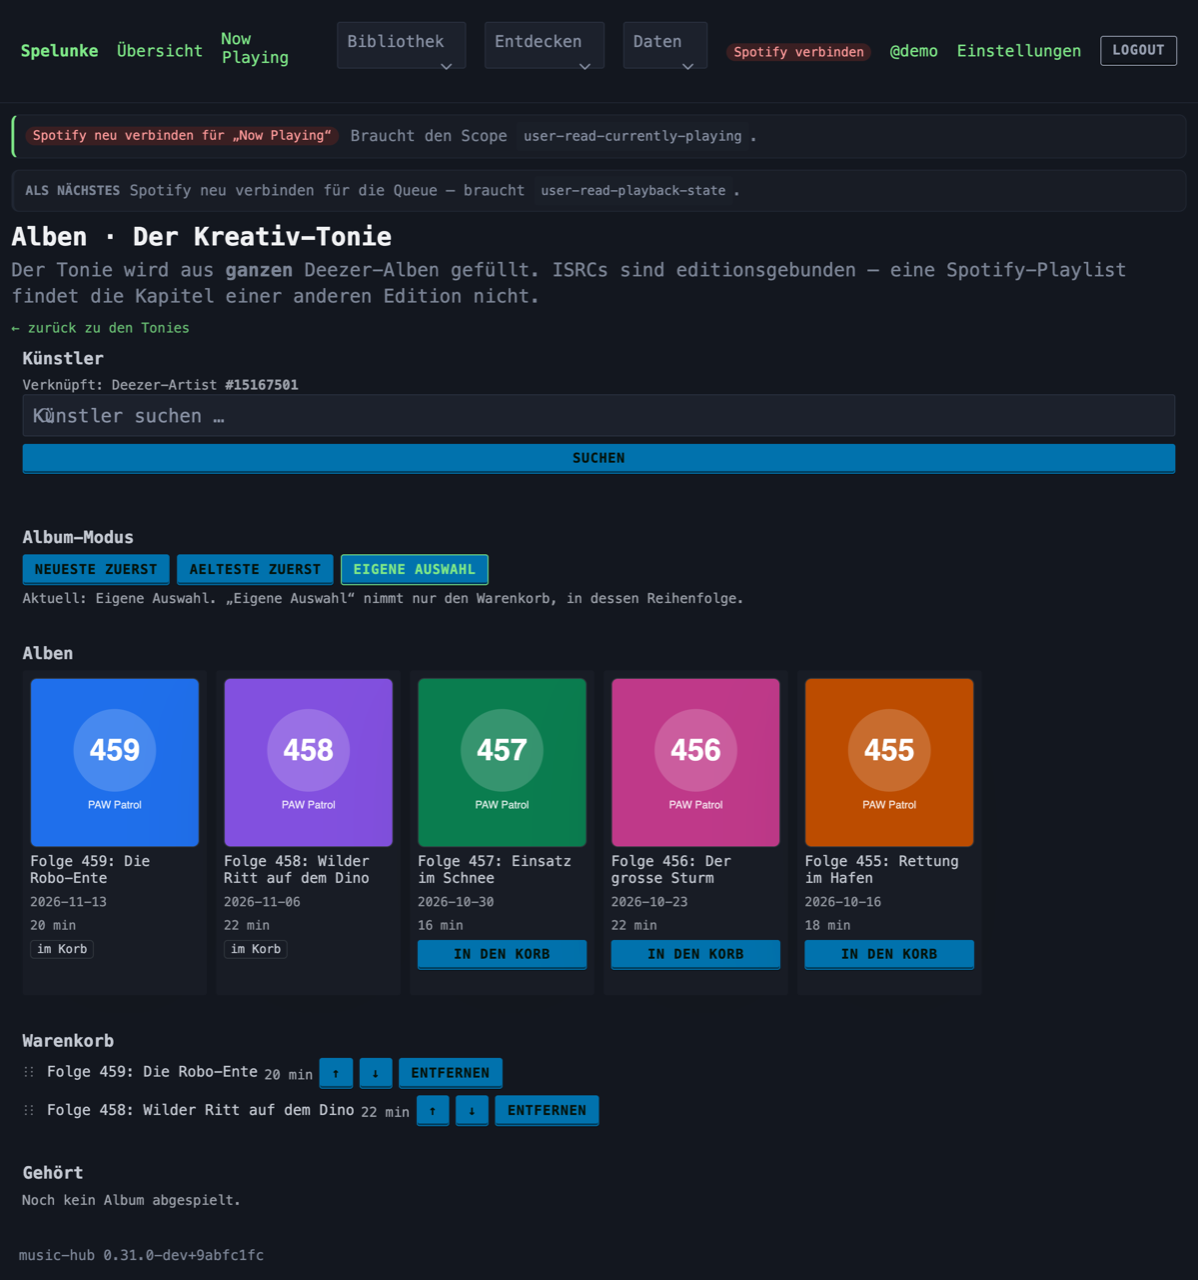 Spelunke Übersicht Now Playing Bibliothek Entdecken Daten Spotify verbinden @demo Einstellungen LOGOUT
Spotify neu verbinden für „Now Playing“ Braucht den Scope user-read-currently-playing .
ALS NÄCHSTES Spotify neu verbinden für die Queue — braucht user-read-playback-state .
Alben · Der Kreativ-Tonie
Der Tonie wird aus ganzen Deezer-Alben gefüllt. ISRCs sind editionsgebunden — eine Spotify-Playlist
findet die Kapitel einer anderen Edition nicht.
← zurück zu den Tonies
Künstler
Verknüpft: Deezer-Artist #15167501
Künstler suchen …
SUCHEN
Album-Modus
NEUESTE ZUERST AELTESTE ZUERST EIGENE AUSWAHL
Aktuell: Eigene Auswahl. „Eigene Auswahl“ nimmt nur den Warenkorb, in dessen Reihenfolge.
Alben
459
PAW Patrol
Folge 459: Die
Robo-Ente
2026-11-13
20 min
im Korb
458
PAW Patrol
Folge 458: Wilder
Ritt auf dem Dino
2026-11-06
22 min
im Korb
457
PAW Patrol
Folge 457: Einsatz
im Schnee
2026-10-30
16 min
IN DEN KORB
456
PAW Patrol
Folge 456: Der
grosse Sturm
2026-10-23
22 min
IN DEN KORB
455
PAW Patrol
Folge 455: Rettung
im Hafen
2026-10-16
18 min
IN DEN KORB
Warenkorb
Folge 459: Die Robo-Ente 20 min ↑ ↓ ENTFERNEN
Folge 458: Wilder Ritt auf dem Dino 22 min ↑ ↓ ENTFERNEN
Gehört
Noch kein Album abgespielt.
music-hub 0.31.0-dev+9abfc1fc